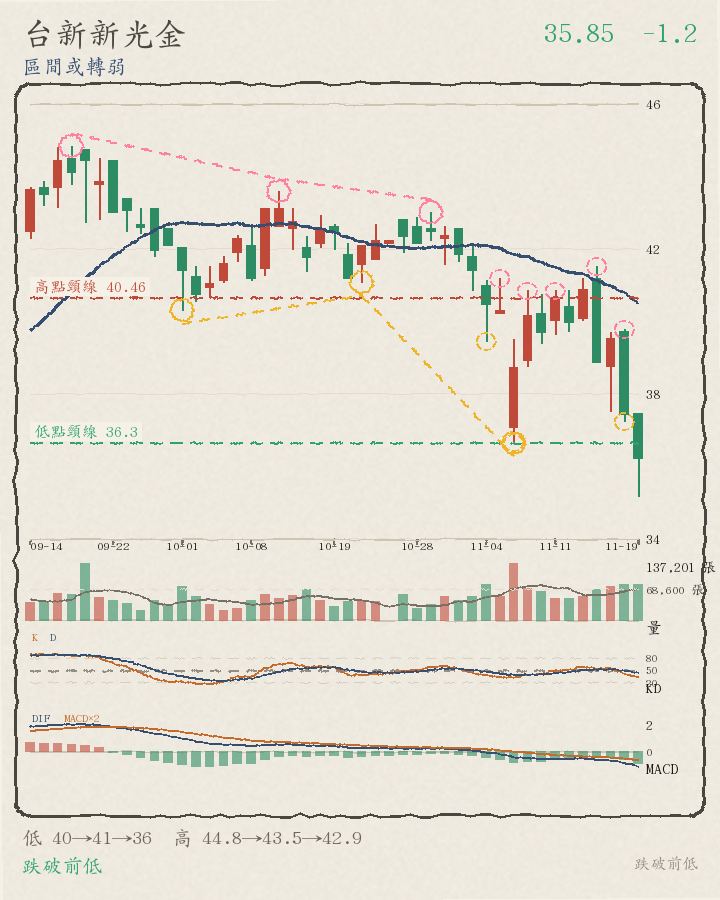 台新新光金 35.85 -1.2
區間或轉弱
46
42
高點頸線 40.46
38
低點頸線 36.3
34
09-14 09-22 10-01 10-08 10-19 10-28 11-04 11-11 11-19
137,201 張
68,600 張
量
K D
80
50
20
KD
DIF MACD×2
2
0
MACD
低 40→41→36 高 44.8→43.5→42.9
跌破前低 跌破前低